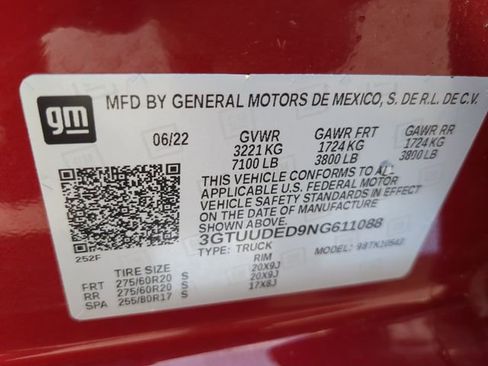 gm
MFD BY GENERAL MOTORS DE MEXICO, S. DE R.L. DE C.V.
06/22 GVWR GAWR FRT GAWR RR
3221 KG 1724 KG 1724 KG
7100 LB 3800 LB 3800 LB
THIS VEHICLE CONFORMS TO ALL
APPLICABLE U.S. FEDERAL MOTOR
VEHICLE SAFETY STANDARDS IN EFFECT
ON THE DATE OF MANUFACTURE
SHOWN ABOVE.
3GTUUDED9NG611088
TYPE: TRUCK MODEL:
252F
TIRE SIZE RIM
FRT 275/60R20 S 20X9J
RR 275/60R20 S 20X9J
SPA 255/80R17 S 17X8J